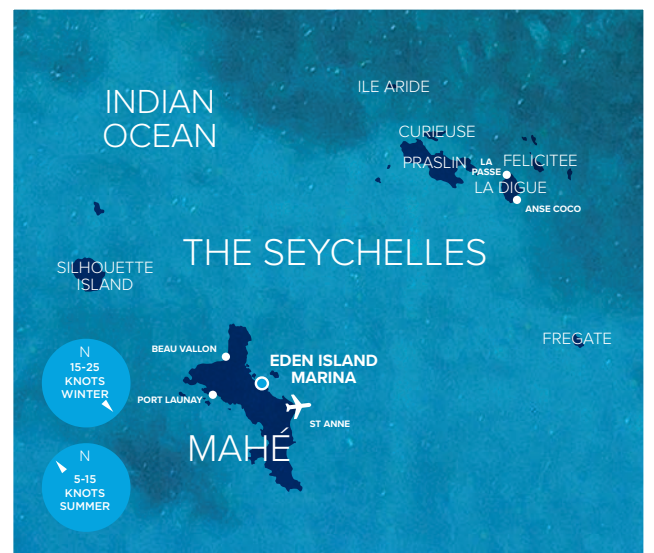 INDIAN
OCEAN
ILE ARIDE
CURIEUSE
PRASLIN
LA
PASSE
FELICITEE
LA DIGUE
ANSE COCO
THE SEYCHELLES
SILHOUETTE
ISLAND
FREGATE
BEAU VALLON
EDEN ISLAND
MARINA
PORT LAUNAY
ST ANNE
MAHÉ
N
15-25
KNOTS
WINTER
N
5-15
KNOTS
SUMMER